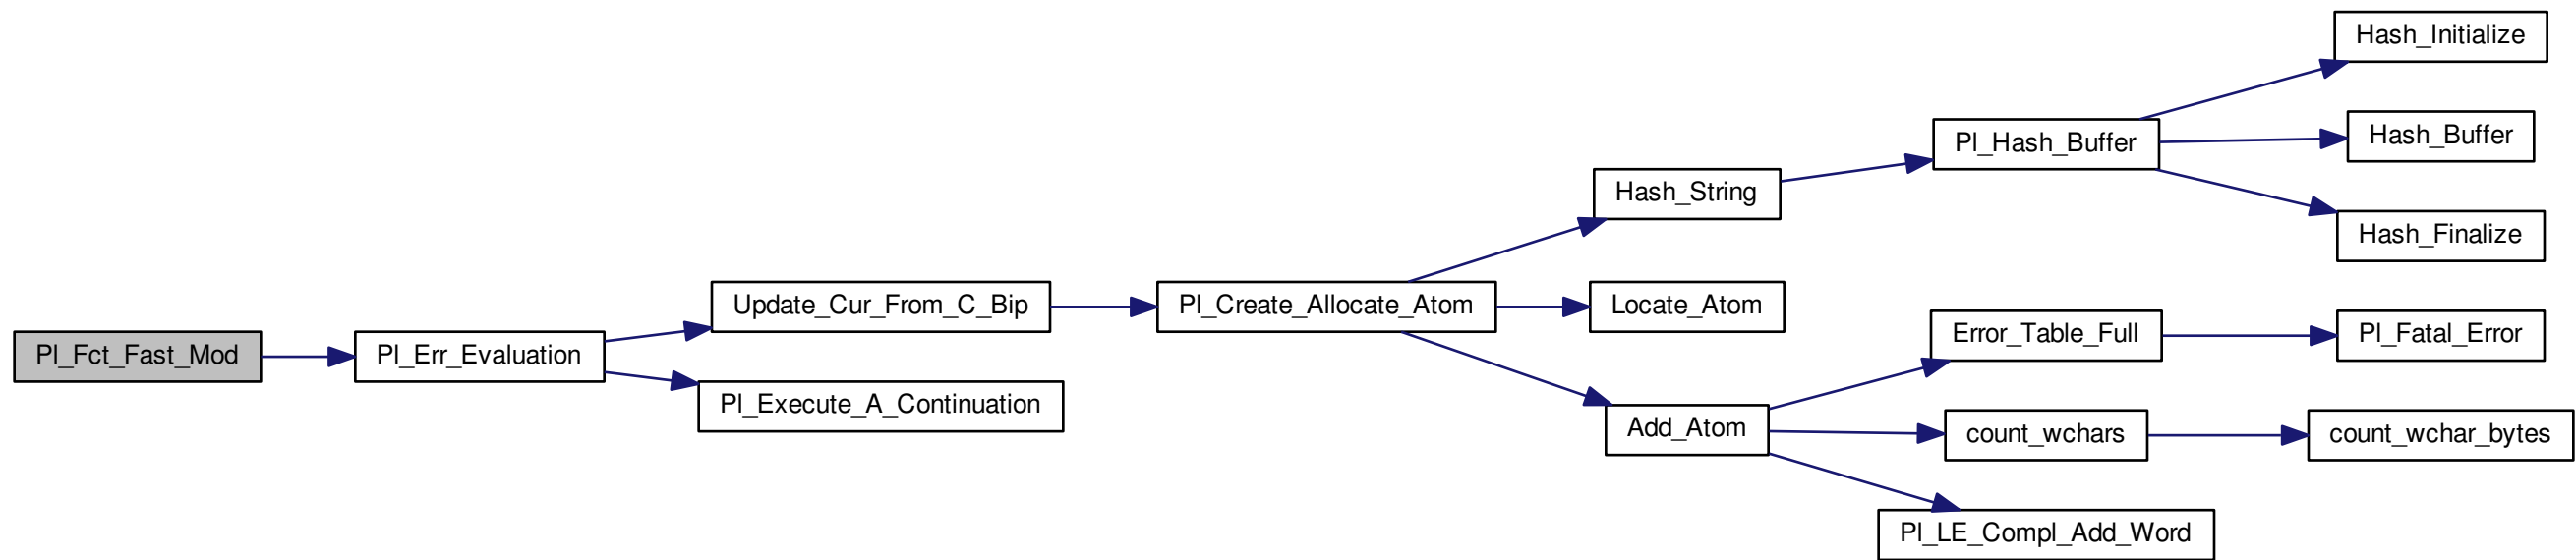 Pl_Fct_Fast_Mod
Pl_Err_Evaluation
Update_Cur_From_C_Bip
Pl_Execute_A_Continuation
Pl_Create_Allocate_Atom
Hash_String
Locate_Atom
Add_Atom
Pl_Hash_Buffer
Error_Table_Full
count_wchars
Pl_LE_Compl_Add_Word
Hash_Initialize
Hash_Buffer
Hash_Finalize
Pl_Fatal_Error
count_wchar_bytes